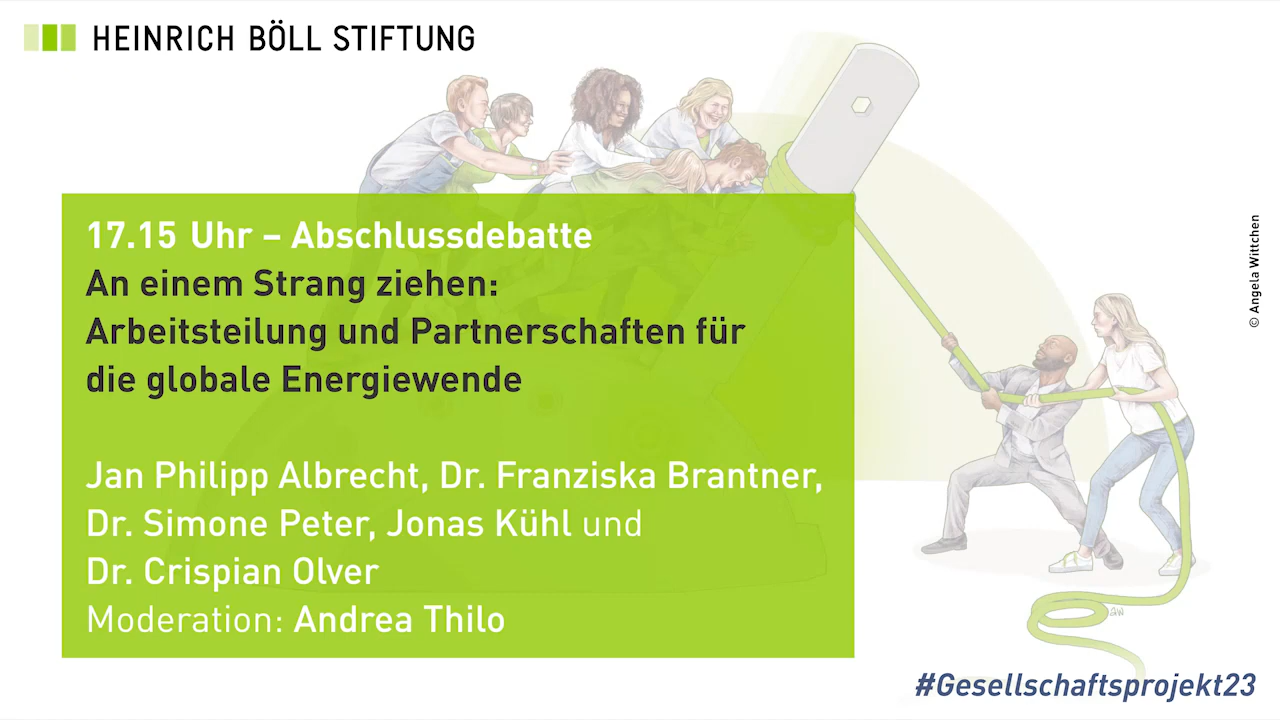 HEINRICH BÖLL STIFTUNG
17.15 Uhr – Abschlussdebatte
An einem Strang ziehen:
Arbeitsteilung und Partnerschaften für
die globale Energiewende
Jan Philipp Albrecht, Dr. Franziska Brantner,
Dr. Simone Peter, Jonas Kühl und
Dr. Crispian Olver
Moderation: Andrea Thilo
© Angela Wittchen
AW
#Gesellschaftsprojekt23